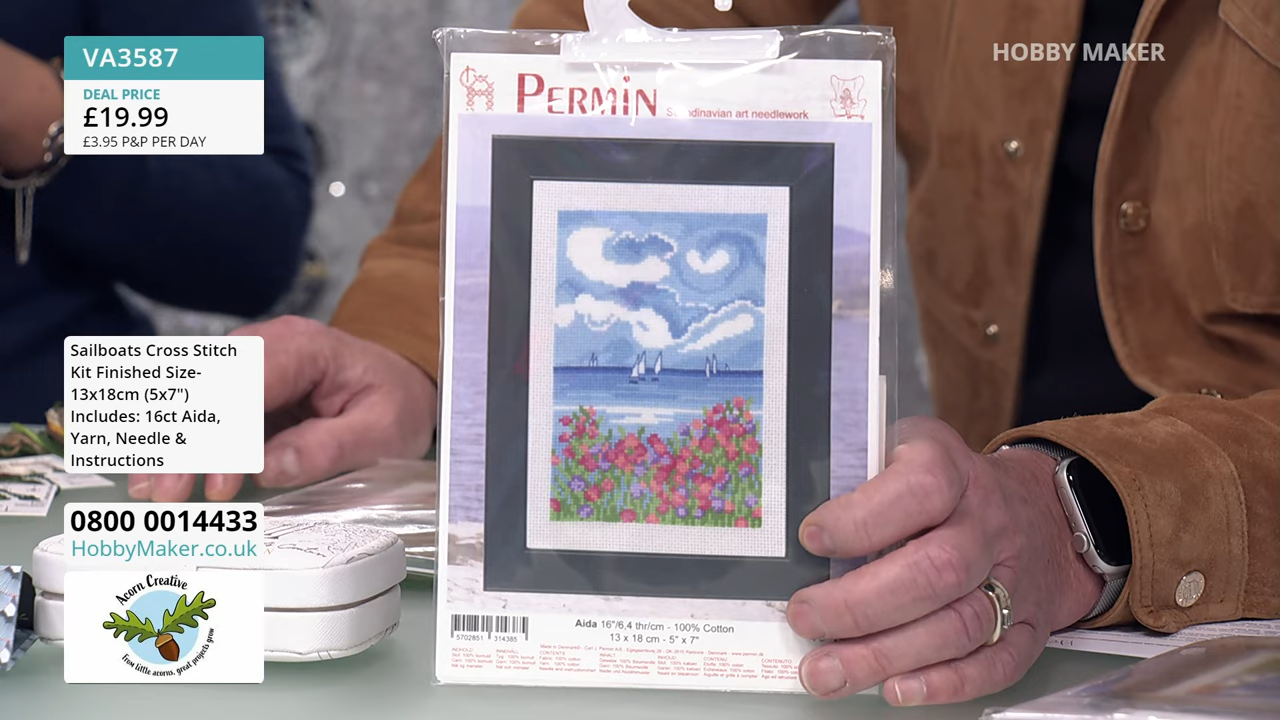 VA3587
DEAL PRICE
£19.99
£3.95 P&P PER DAY
HOBBY MAKER
PERMIN
Scandinavian art needlework
Sailboats Cross Stitch
Kit Finished Size-
13x18cm (5x7")
Includes: 16ct Aida,
Yarn, Needle &
Instructions
0800 0014433
HobbyMaker.co.uk
Acorn Creative
From little acorns, great projects grow
Aida 16"/6,4 thr/cm - 100% Cotton
13 x 18 cm - 5" x 7"
5702851 314385